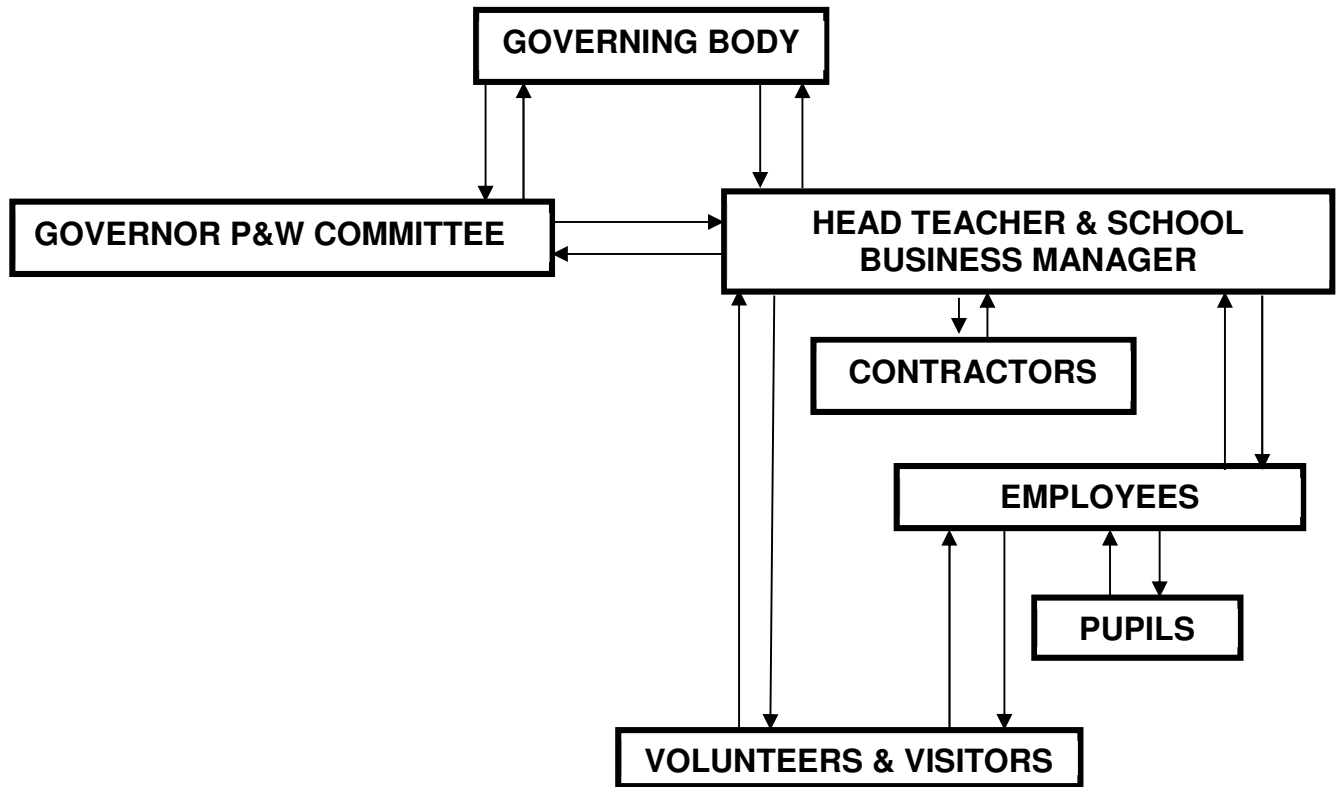 GOVERNING BODY
GOVERNOR P&W COMMITTEE
HEAD TEACHER & SCHOOL
BUSINESS MANAGER
CONTRACTORS
EMPLOYEES
PUPILS
VOLUNTEERS & VISITORS